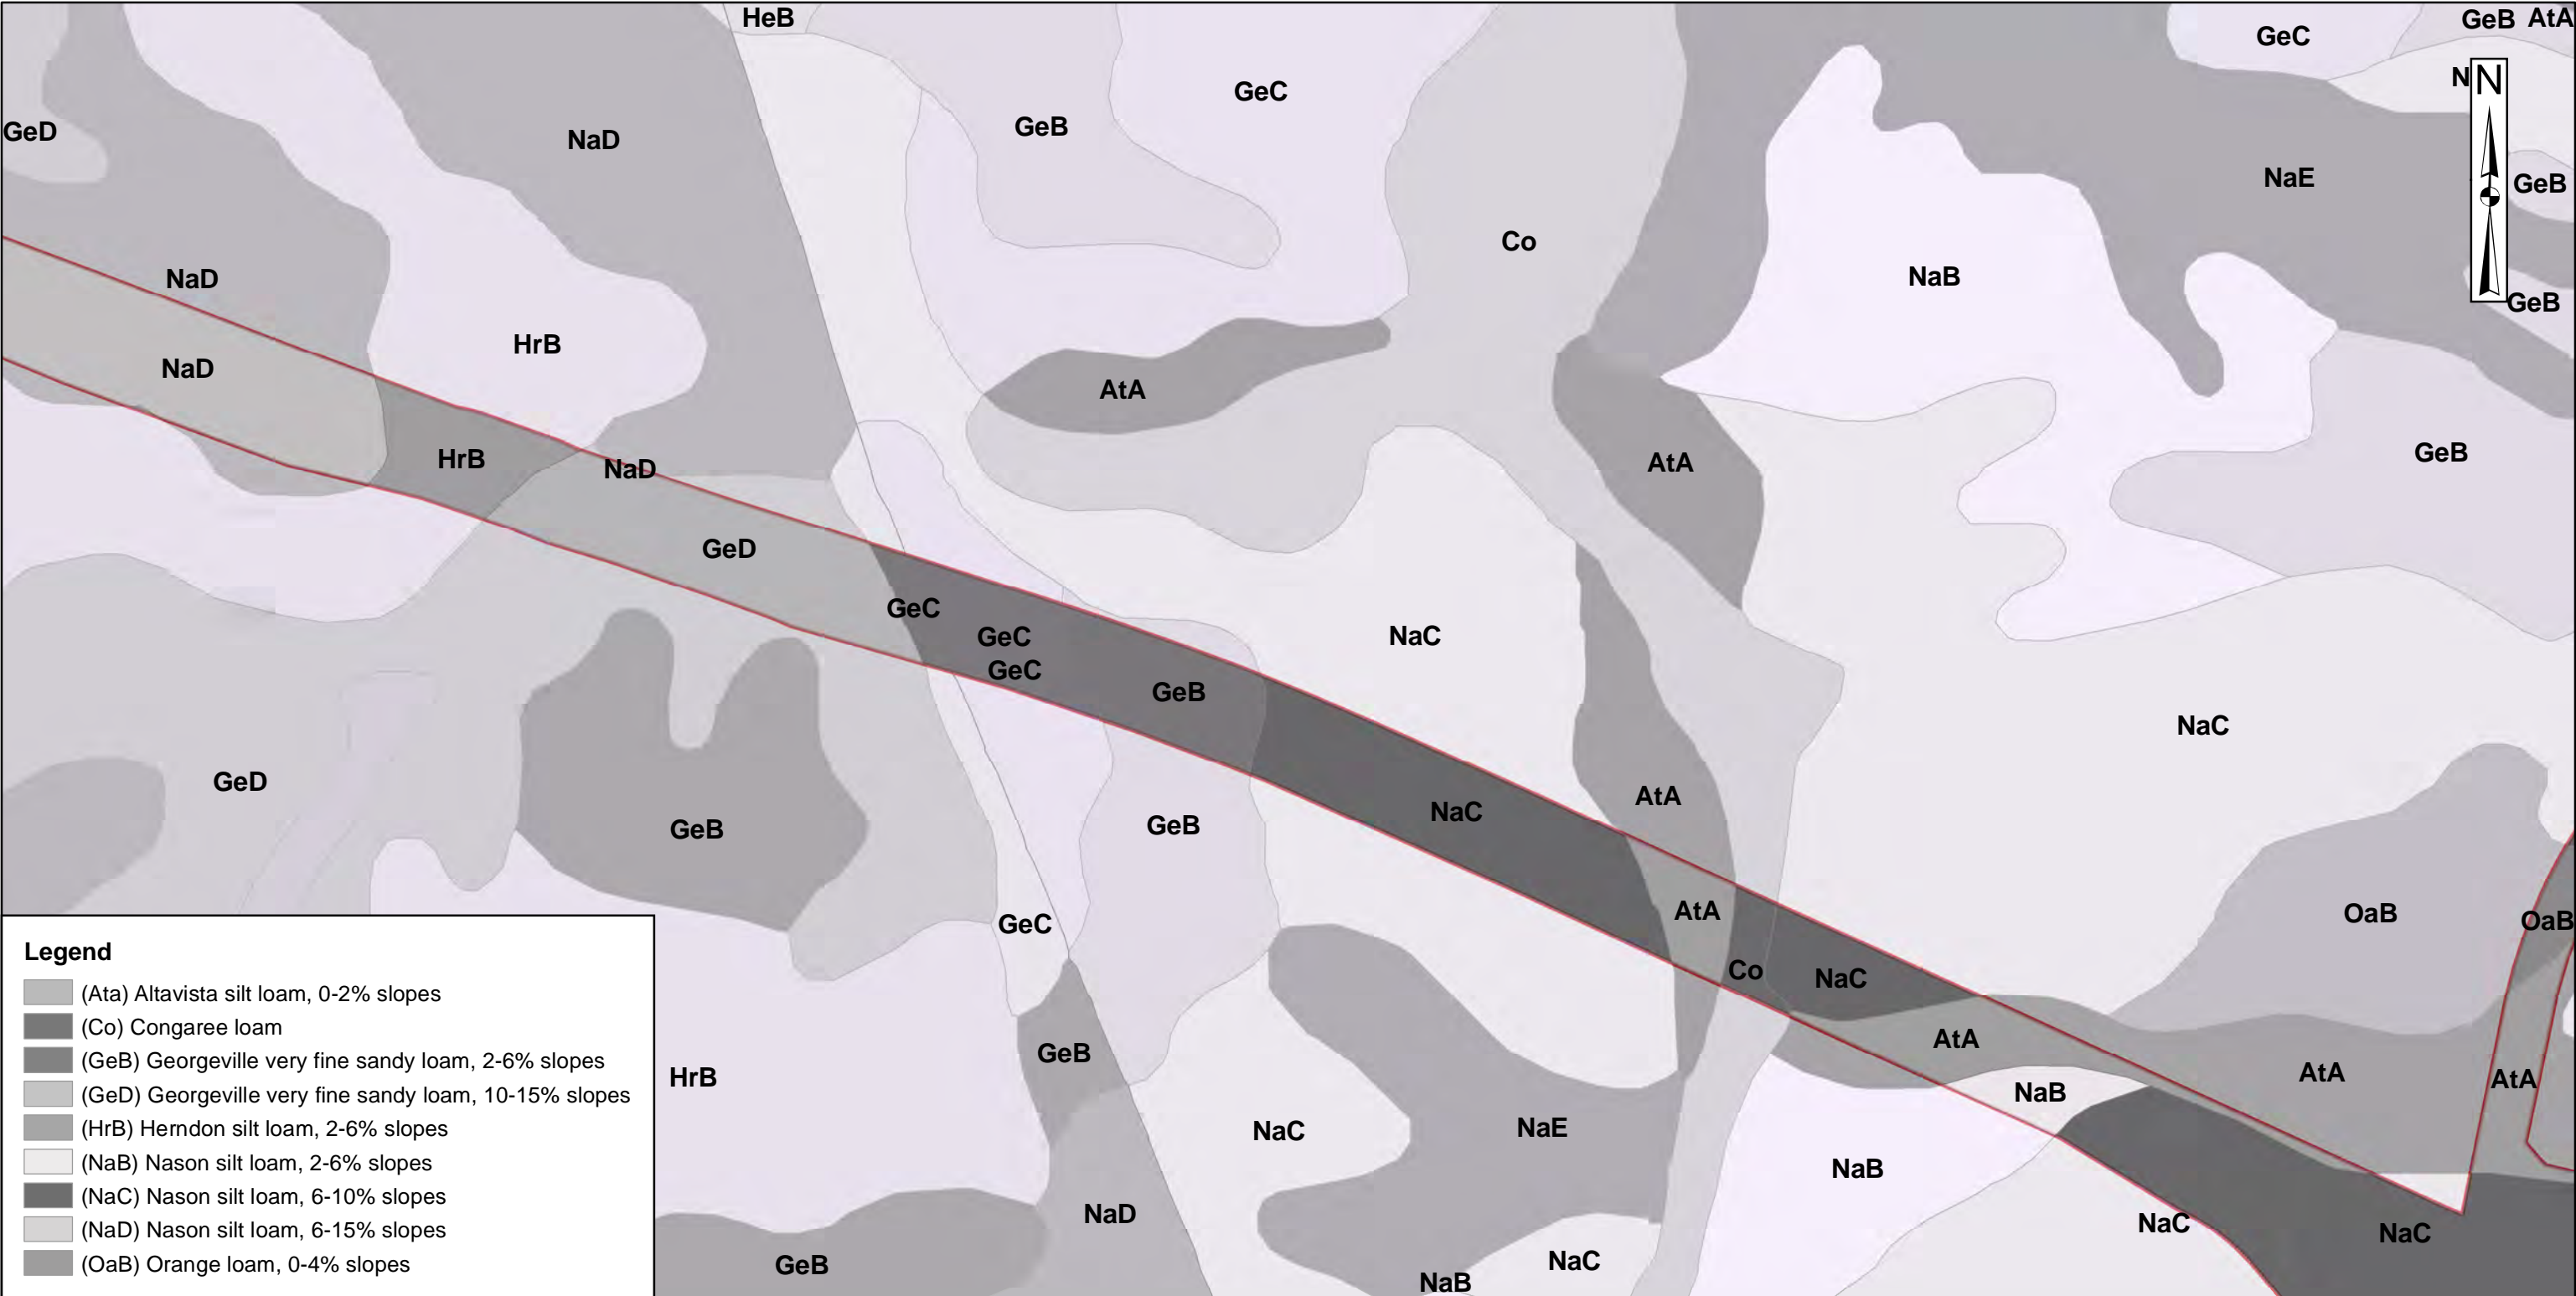 HeB
GeB AtA
GeC
N
N
GeC
GeB
GeD
NaD
NaE
GeB
Co
NaD
NaB
GeB
HrB
NaD
AtA
HrB
NaD
AtA
GeB
GeD
GeC
GeC
GeC
NaC
GeB
NaC
GeD
AtA
NaC
GeB
GeB
AtA
OaB
OaB
GeC
Co
NaC
AtA
GeB
HrB
AtA
AtA
NaB
NaC
NaE
NaB
NaD
NaC
NaC
GeB
NaC
NaB
Legend
(Ata) Altavista silt loam, 0-2% slopes
(Co) Congaree loam
(GeB) Georgeville very fine sandy loam, 2-6% slopes
(GeD) Georgeville very fine sandy loam, 10-15% slopes
(HrB) Herndon silt loam, 2-6% slopes
(NaB) Nason silt loam, 2-6% slopes
(NaC) Nason silt loam, 6-10% slopes
(NaD) Nason silt loam, 6-15% slopes
(OaB) Orange loam, 0-4% slopes